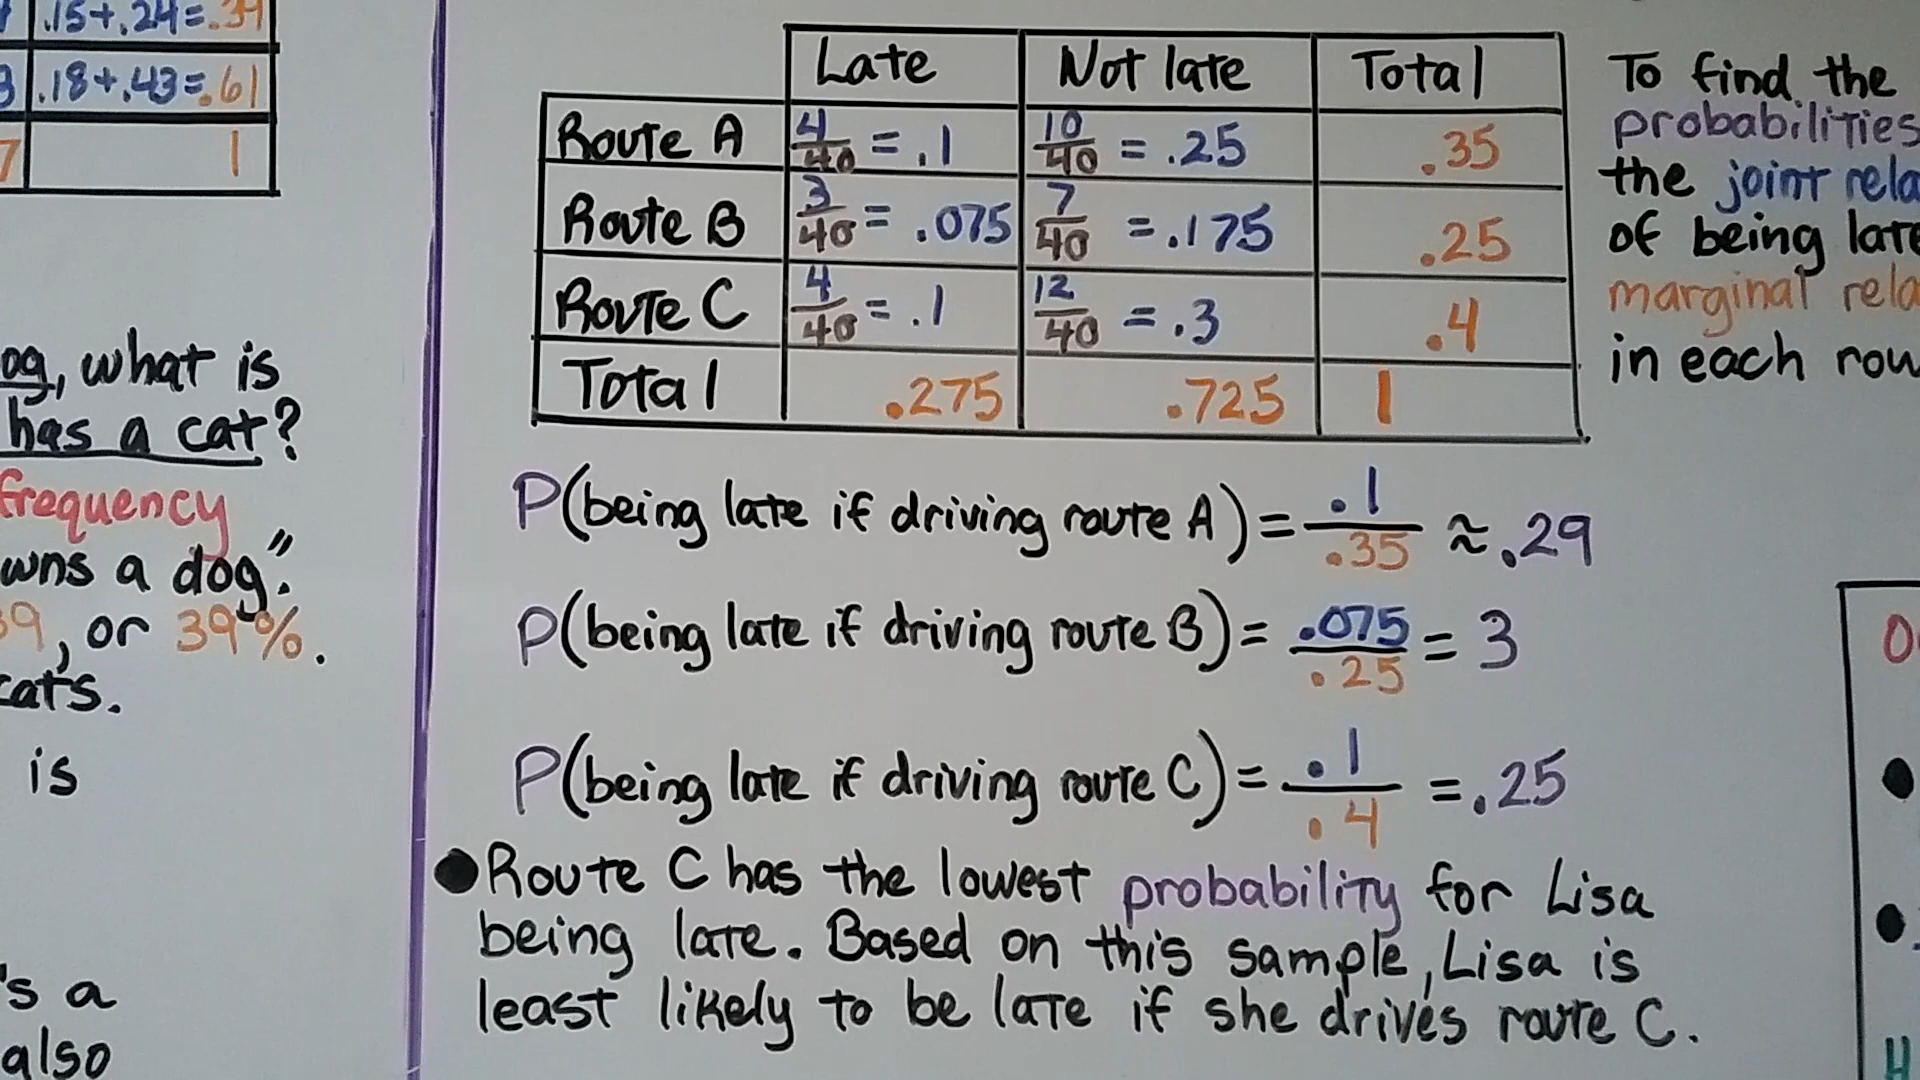 .15+.24=.39
.18+.43=.61
7 1
og, what is
has a cat?
frequency
wns a dog".
39, or 39%.
cats.
is
's a
also
Late Not late Total
Route A 4/40 = .1 10/40 = .25 .35
Route B 3/40 = .075 7/40 = .175 .25
Route C 4/40 = .1 12/40 = .3 .4
Total .275 .725 1
P(being late if driving route A) = .1/.35 ≈ .29
P(being late if driving route B) = .075/.25 = 3
P(being late if driving route C) = .1/.4 = .25
●Route C has the lowest probability for Lisa
being late. Based on this sample, Lisa is
least likely to be late if she drives route C.
To find the
probabilities
the joint rela
of being late
marginal rela
in each row